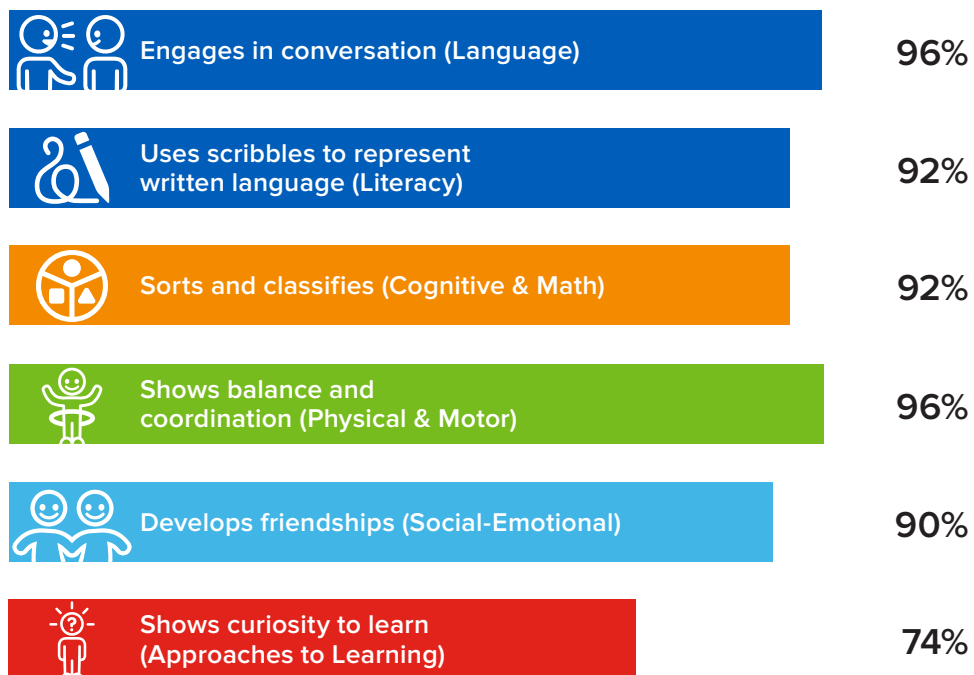 Engages in conversation (Language)
96%
Uses scribbles to represent
written language (Literacy)
92%
Sorts and classifies (Cognitive & Math)
92%
Shows balance and
coordination (Physical & Motor)
96%
Develops friendships (Social-Emotional)
90%
?
Shows curiosity to learn
(Approaches to Learning)
74%